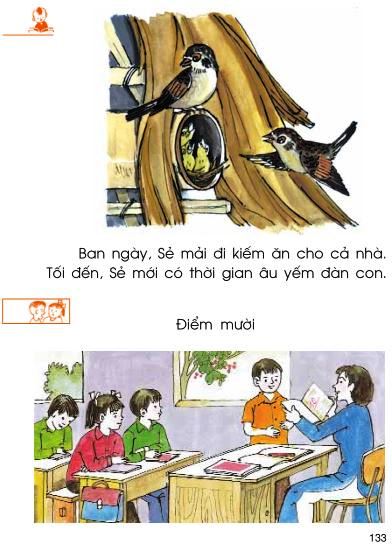 Ban ngày, Sẻ mải đi kiếm ăn cho cả nhà.
Tối đến, Sẻ mới có thời gian âu yếm đàn con.
Điểm mười
133